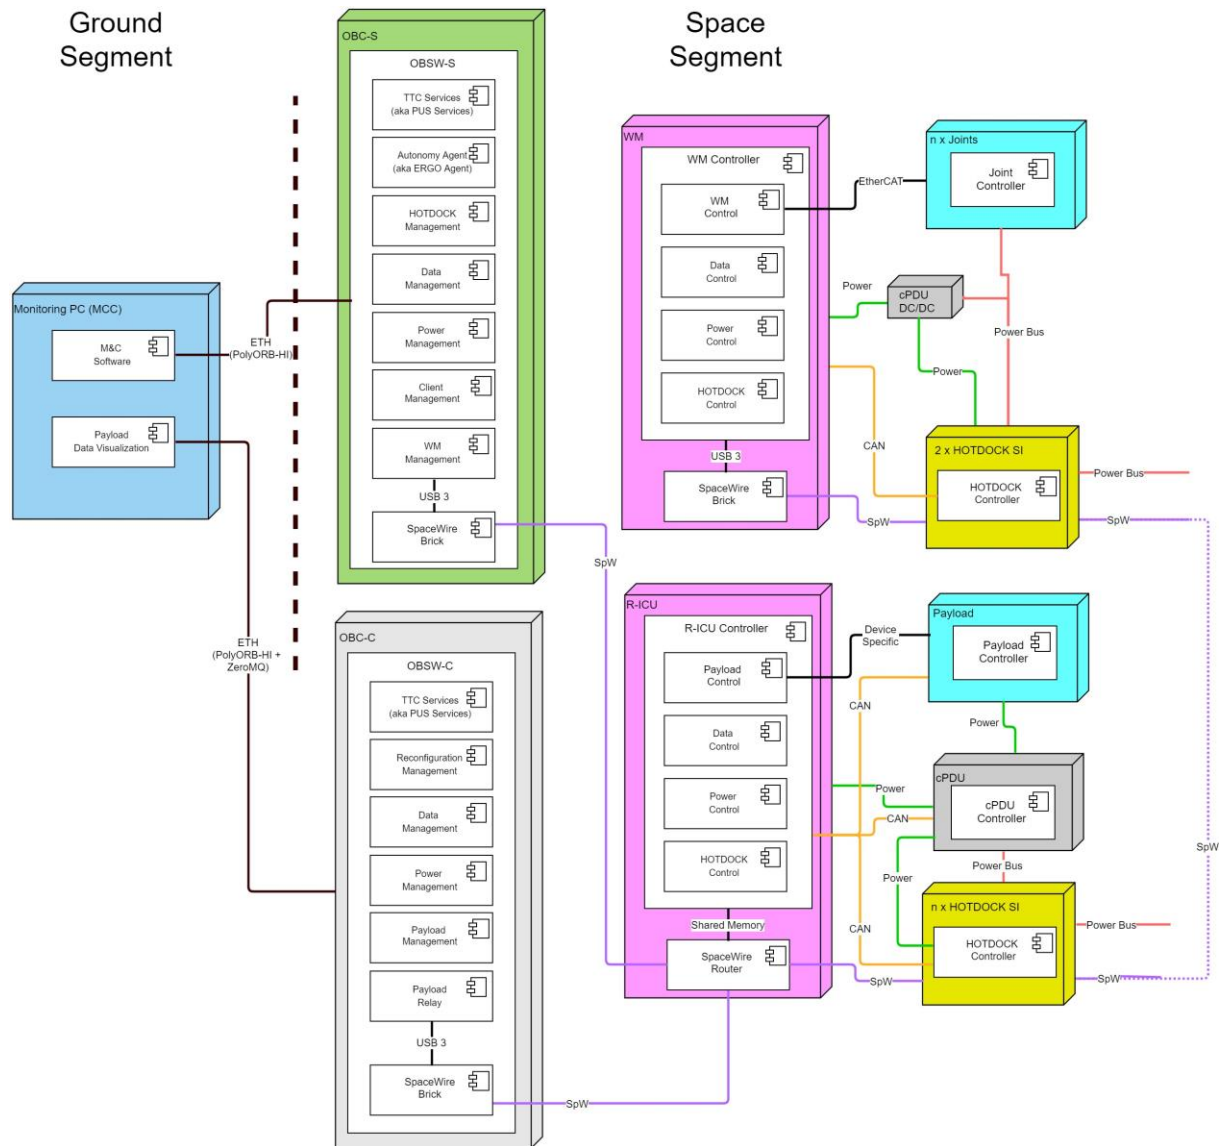 Ground
Segment
Space
Segment
Monitoring PC (MCC)
M&C
Software
Payload
Data Visualization
ETH
(PolyORB-HI)
ETH
(PolyORB-HI +
ZeroMQ)
OBC-S
OBSW-S
TTC Services
(aka PUS Services)
Autonomy Agent
(aka ERGO Agent)
HOTDOCK
Management
Data
Management
Power
Management
Client
Management
WM
Management
USB 3
SpaceWire
Brick
SpW
OBC-C
OBSW-C
TTC Services
(aka PUS Services)
Reconfiguration
Management
Data
Management
Power
Management
Payload
Management
Payload
Relay
USB 3
SpaceWire
Brick
SpW
WM
WM Controller
WM
Control
Data
Control
Power
Control
HOTDOCK
Control
USB 3
SpaceWire
Brick
EtherCAT
n x Joints
Joint
Controller
Power
cPDU
DC/DC
Power Bus
Power
CAN
2 x HOTDOCK SI
HOTDOCK
Controller
Power Bus
SpW
SpW
R-ICU
R-ICU Controller
Payload
Control
Data
Control
Power
Control
HOTDOCK
Control
Shared Memory
SpaceWire
Router
Device
Specific
Payload
Payload
Controller
CAN
Power
cPDU
cPDU
Controller
Power
CAN
Power Bus
Power
n x HOTDOCK SI
HOTDOCK
Controller
CAN
Power Bus
SpW
SpW
SpW